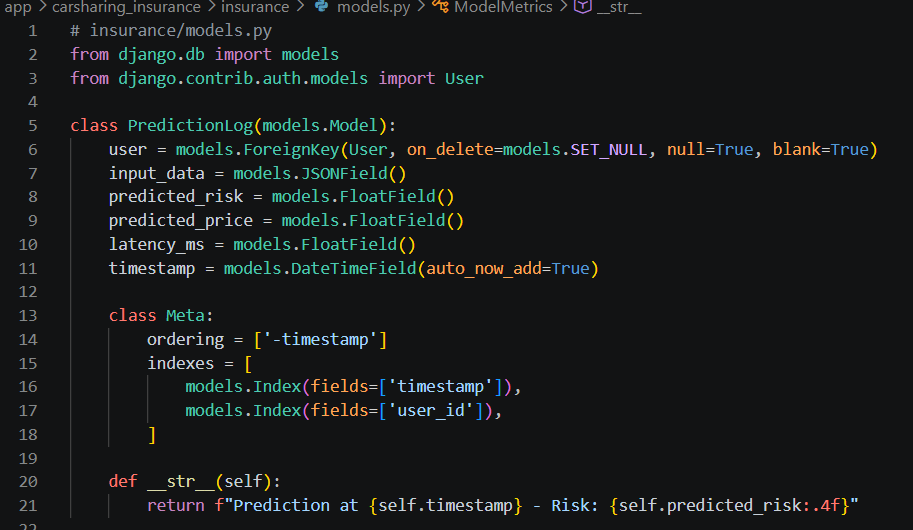 app > carsharing_insurance > insurance > models.py > ModelMetrics > __str__
1 # insurance/models.py
2 from django.db import models
3 from django.contrib.auth.models import User
4
5 class PredictionLog(models.Model):
6     user = models.ForeignKey(User, on_delete=models.SET_NULL, null=True, blank=True)
7     input_data = models.JSONField()
8     predicted_risk = models.FloatField()
9     predicted_price = models.FloatField()
10     latency_ms = models.FloatField()
11     timestamp = models.DateTimeField(auto_now_add=True)
12
13     class Meta:
14         ordering = ['-timestamp']
15         indexes = [
16             models.Index(fields=['timestamp']),
17             models.Index(fields=['user_id']),
18         ]
19
20     def __str__(self):
21         return f"Prediction at {self.timestamp} - Risk: {self.predicted_risk:.4f}"
22